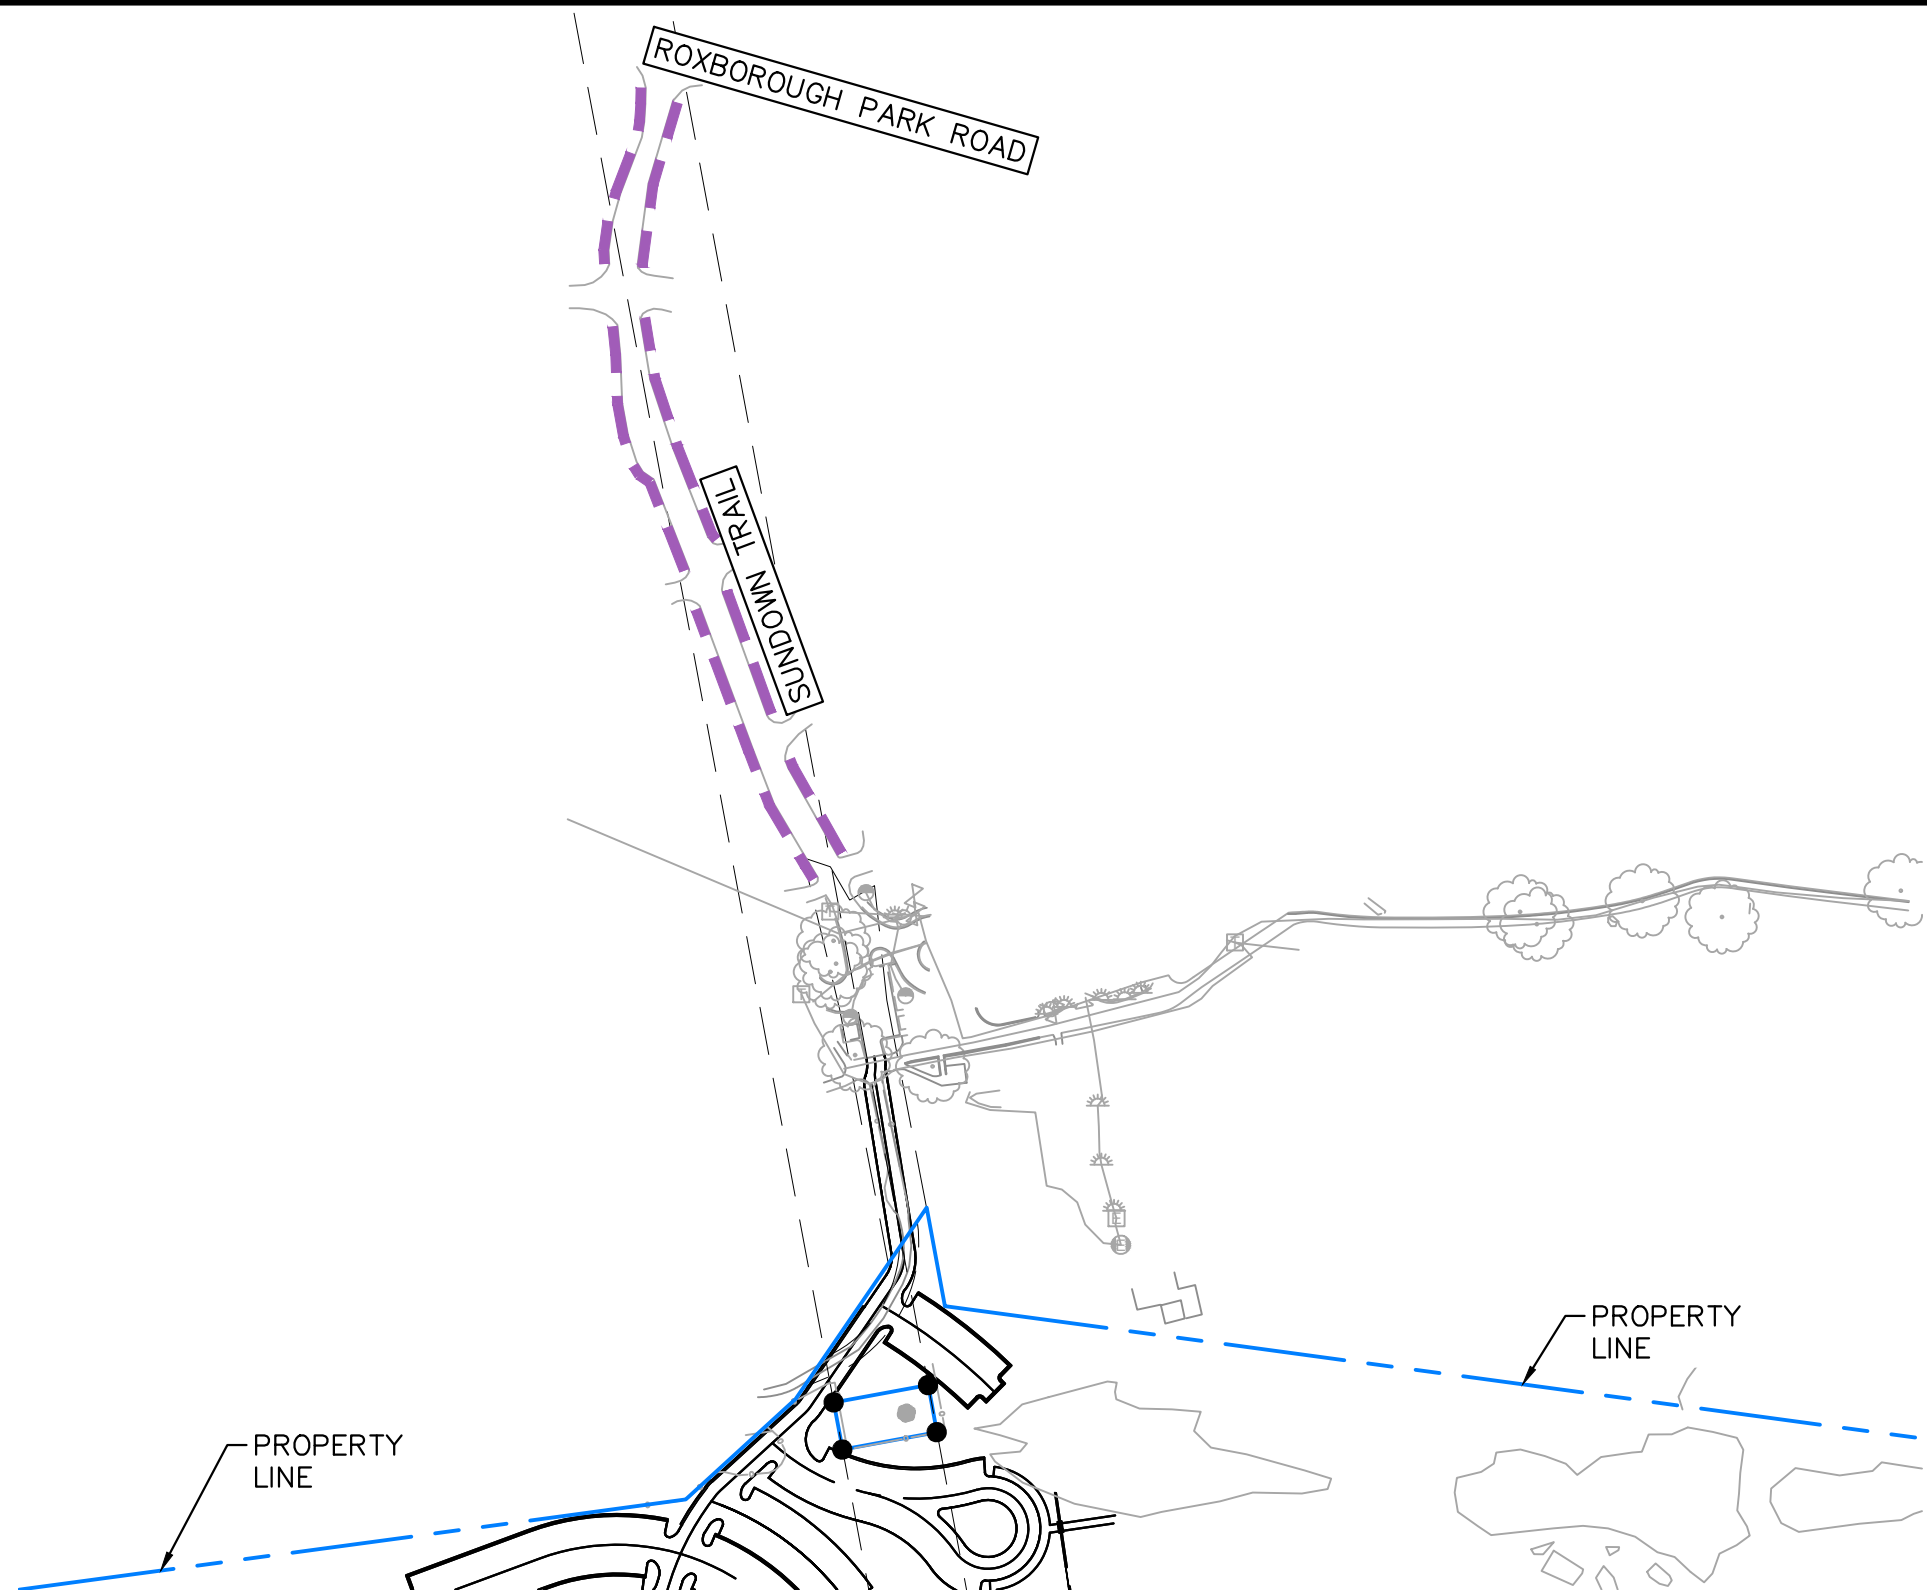 ROXBOROUGH PARK ROAD
SUNDOWN TRAIL
PROPERTY
LINE
PROPERTY
LINE
E